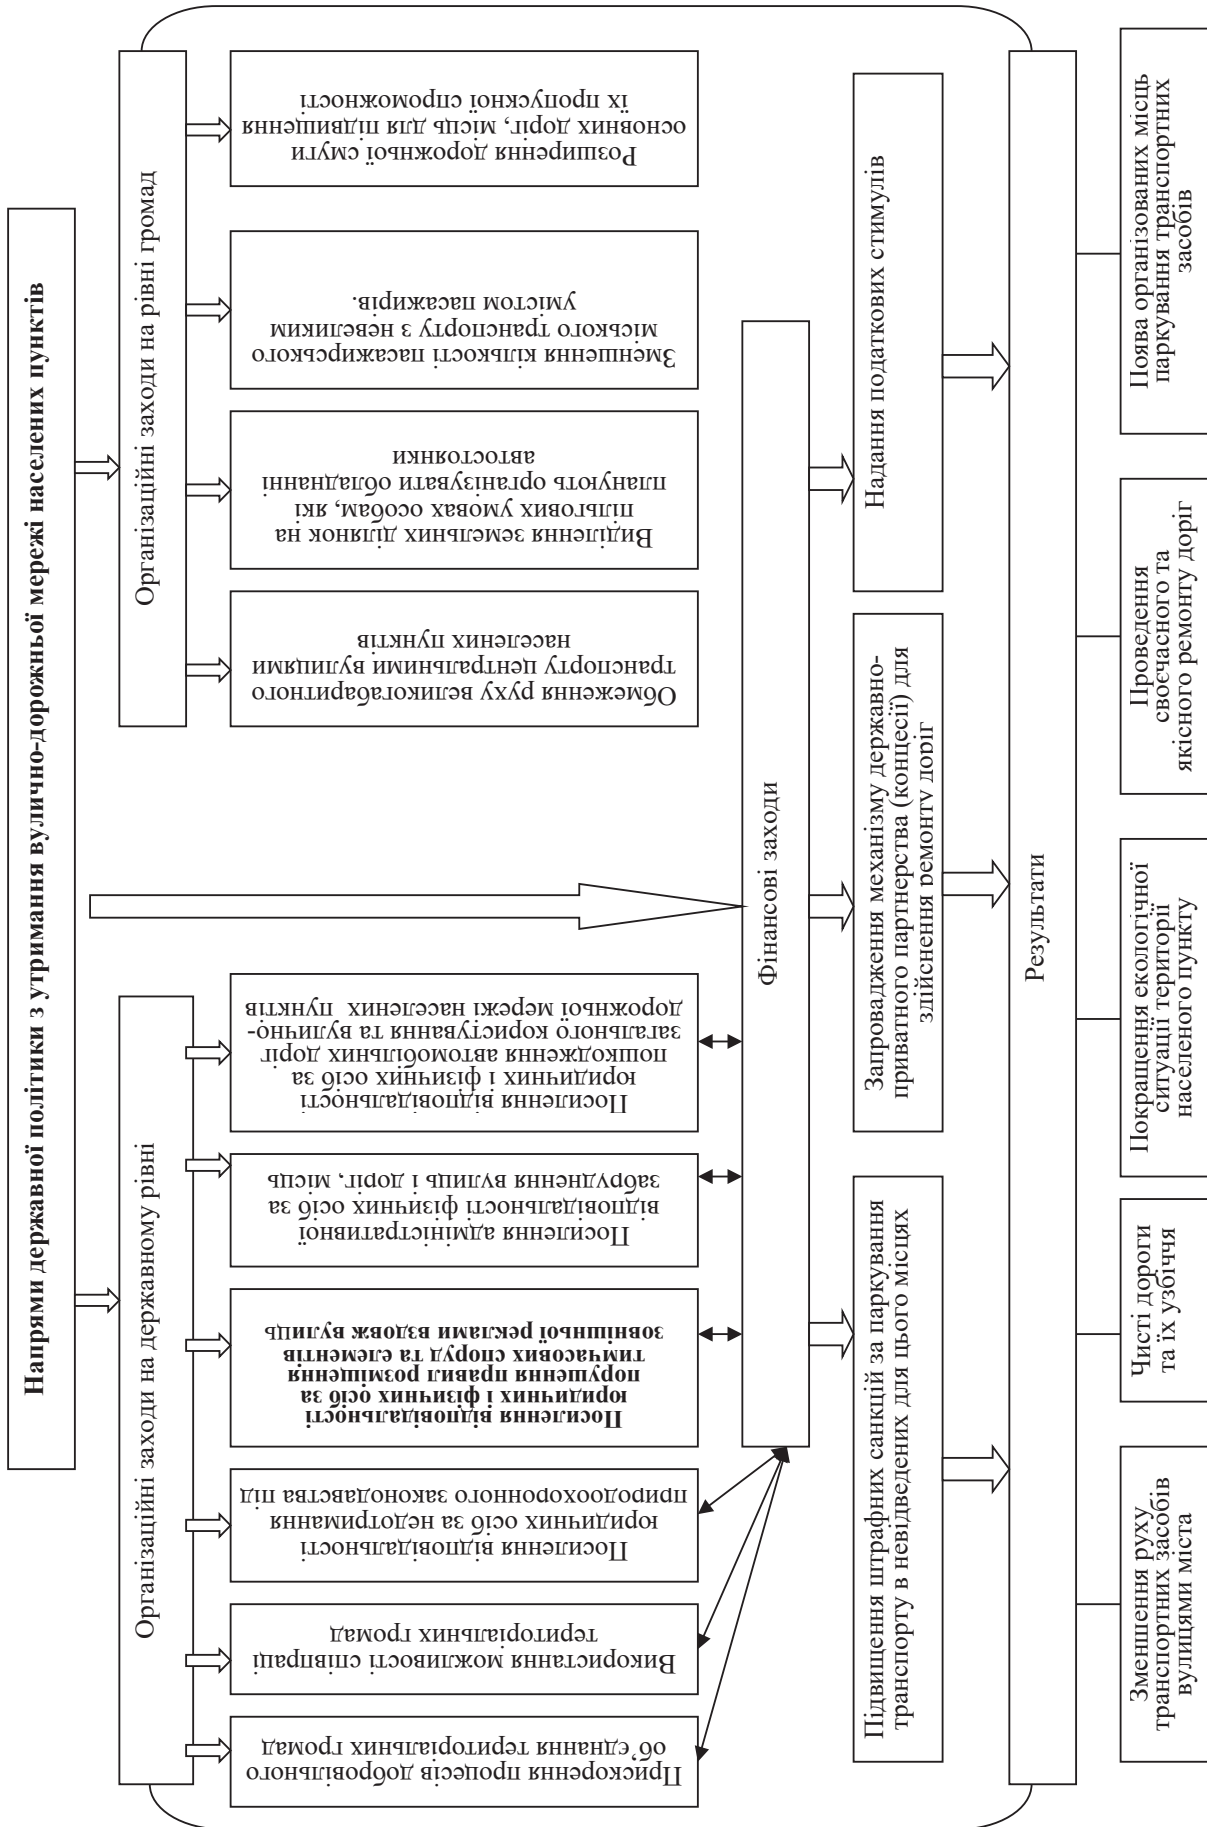 Напрями державної політики з утримання вулично-дорожньої мережі населених пунктів
Організаційні заходи на державному рівні
Організаційні заходи на рівні громад
Прискорення процесів добровільного
об’єднання територіальних громад
Використання можливості співпраці
територіальних громад
Посилення відповідальності
юридичних осіб за недотримання
природоохоронного законодавства під
Посилення відповідальності
юридичних і фізичних осіб за
порушення правил розміщення
тимчасових споруд та елементів
зовнішньої реклами вздовж вулиць
Посилення адміністративної
відповідальності фізичних осіб за
забруднення вулиць і доріг, місць
Посилення відповідальності
юридичних і фізичних осіб за
пошкодження автомобільних доріг
загального користування та вулично-
дорожньої мережі населених пунктів
Обмеження руху великогабаритного
транспорту центральними вулицями
населених пунктів
Виділення земельних ділянок на
пільгових умовах особам, які
планують організувати обладнанні
автостоянки
Зменшення кількості пасажирського
міського транспорту з невеликим
умістом пасажирів.
Розширення дорожньої смуги
основних доріг, місць для підвищення
їх пропускної спроможності
Фінансові заходи
Підвищення штрафних санкцій за паркування
транспорту в невідведених для цього місцях
Запровадження механізму державно-
приватного партнерства (концесії) для
здійснення ремонту доріг
Надання податкових стимулів
Результати
Зменшення руху
транспортних засобів
вулицями міста
Чисті дороги
та їх узбіччя
Покращення екологічної
ситуації території
населеного пункту
Проведення
своєчасного та
якісного ремонту доріг
Поява організованих місць
паркування транспортних
засобів